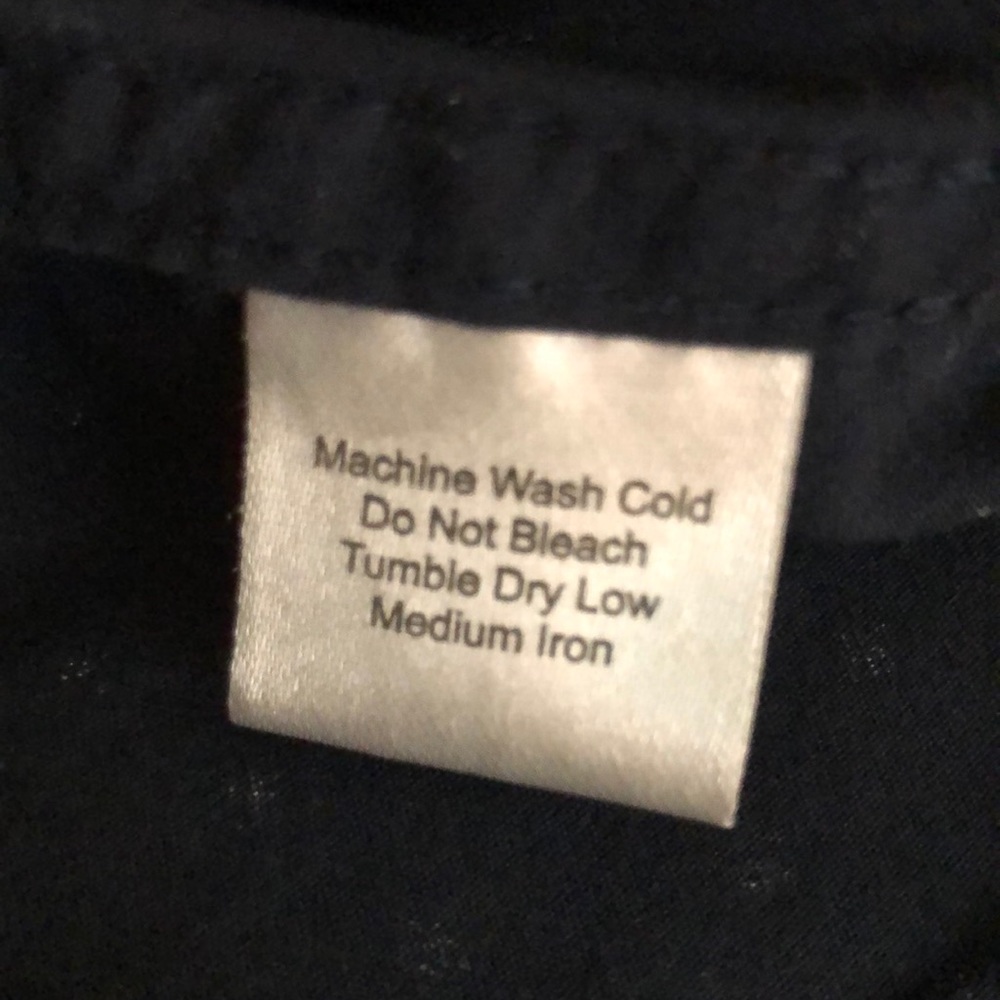 Machine Wash Cold
Do Not Bleach
Tumble Dry Low
Medium Iron